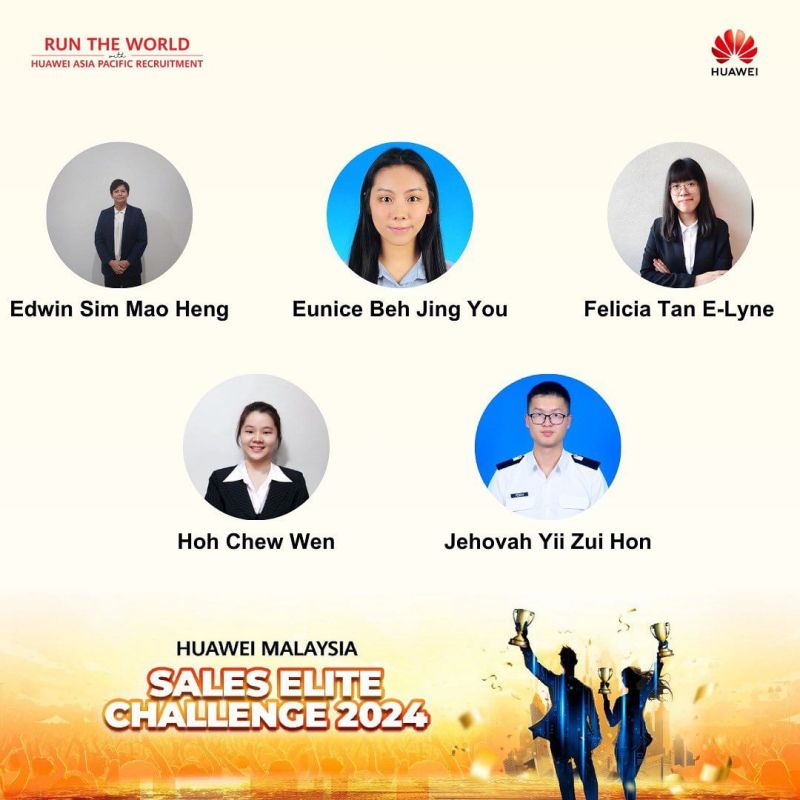 RUN THE WORLD
with
HUAWEI ASIA PACIFIC RECRUITMENT
HUAWEI
Edwin Sim Mao Heng
Eunice Beh Jing You
Felicia Tan E-Lyne
Hoh Chew Wen
Jehovah Yii Zui Hon
HUAWEI MALAYSIA
SALES ELITE
CHALLENGE 2024